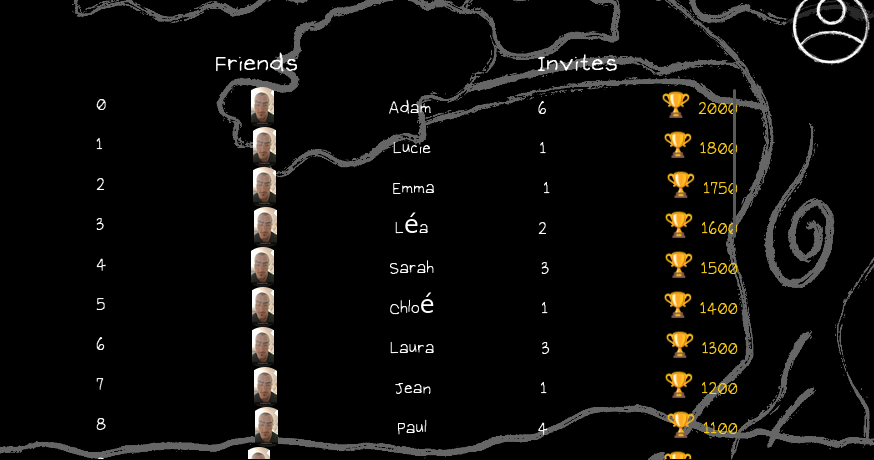 Friends Invites
0 Adam 6 2000
1 Lucie 1 1800
2 Emma 1 1750
3 Léa 2 1600
4 Sarah 3 1500
5 Chloé 1 1400
6 Laura 3 1300
7 Jean 1 1200
8 Paul 4 1100